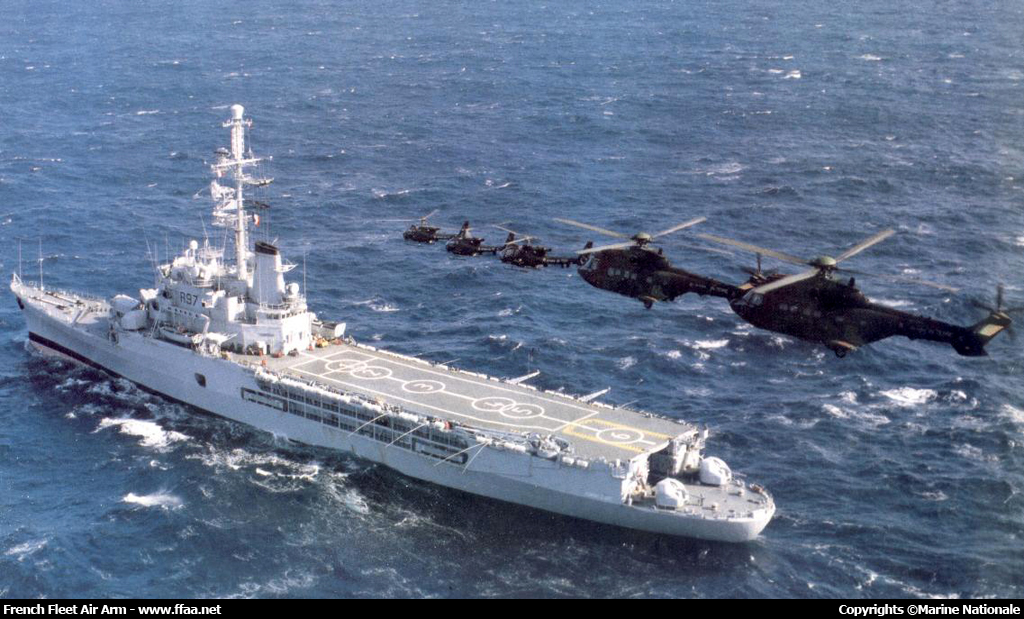 R97
French Fleet Air Arm - www.ffaa.net
Copyrights ©Marine Nationale